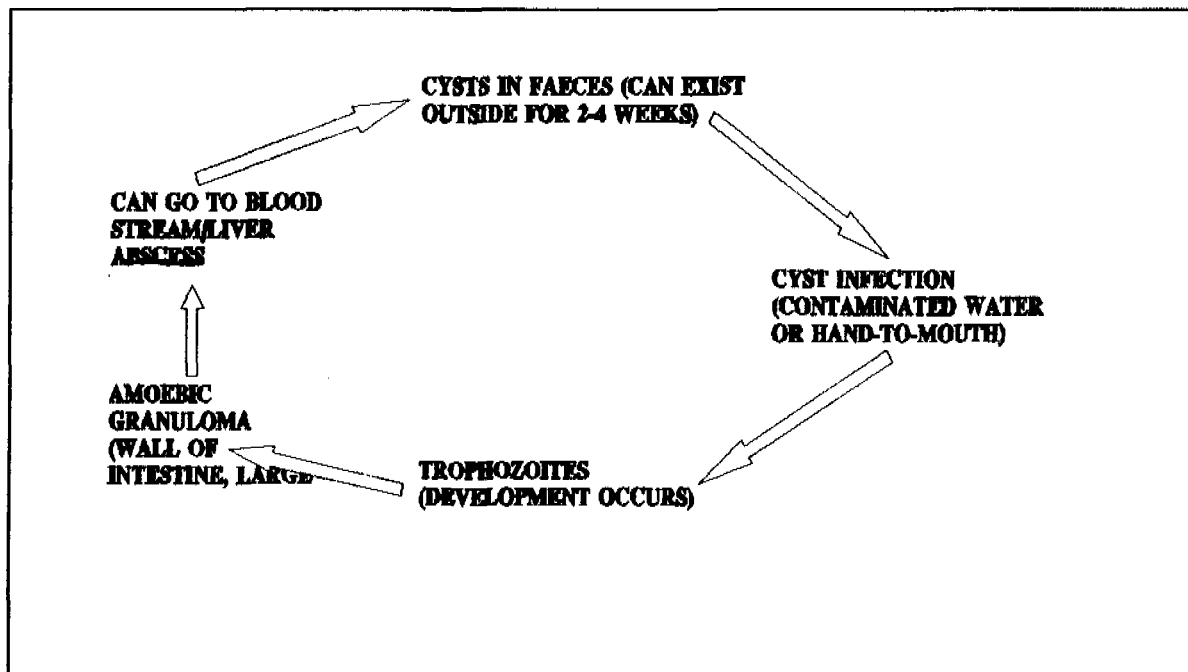 CYSTS IN FAECES (CAN EXIST
OUTSIDE FOR 2-4 WEEKS)
CYST INFECTION
(CONTAMINATED WATER
OR HAND-TO-MOUTH)
TROPHOZOITES
(DEVELOPMENT OCCURS)
AMOEBIC
GRANULOMA
(WALL OF
INTESTINE, LARGE
CAN GO TO BLOOD
STREAM/LIVER
ABSCESS